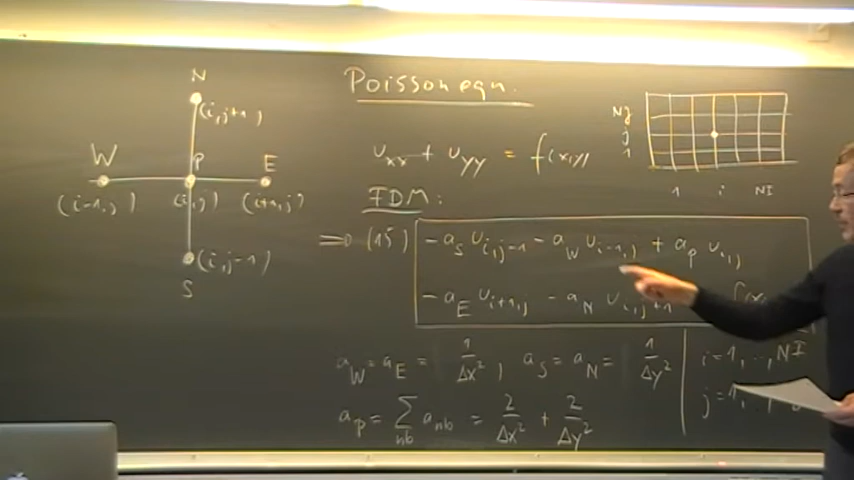 N
(i,j+1)
W
P
E
(i-1,j)
(i,j)
(i+1,j)
(i,j-1)
S
Poisson eqn.
u_xx + u_yy = f(x,y)
Nj
j
1
1 i NI
FDM:
=> (15) -a_S u_i,j-1 - a_W u_i-1,j + a_P u_i,j
-a_E u_i+1,j - a_N u_i,j+1
a_W = a_E = 1/Δx², a_S = a_N = 1/Δy²
a_P = Σ_nb a_nb = 2/Δx² + 2/Δy²
i=1,..,NI
j=1,